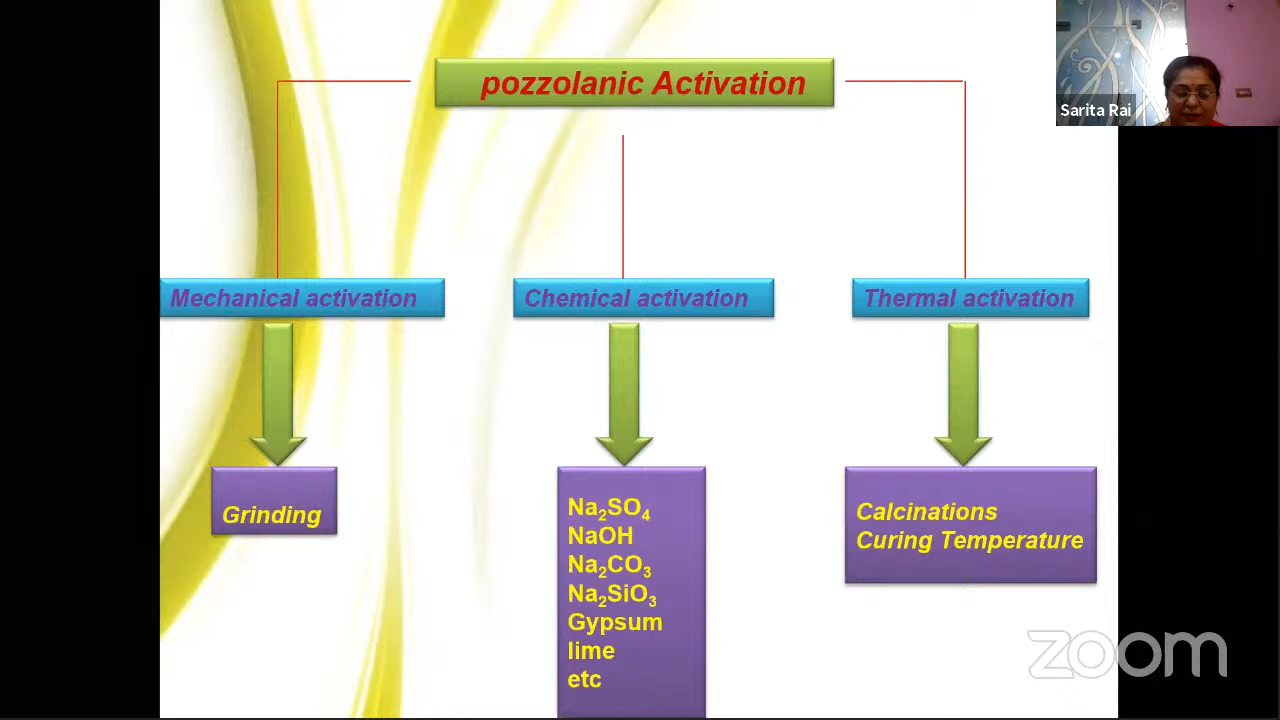 pozzolanic Activation
Sarita Rai
Mechanical activation
Chemical activation
Thermal activation
Grinding
Na₂SO₄
NaOH
Na₂CO₃
Na₂SiO₃
Gypsum
lime
etc
Calcinations
Curing Temperature
zoom